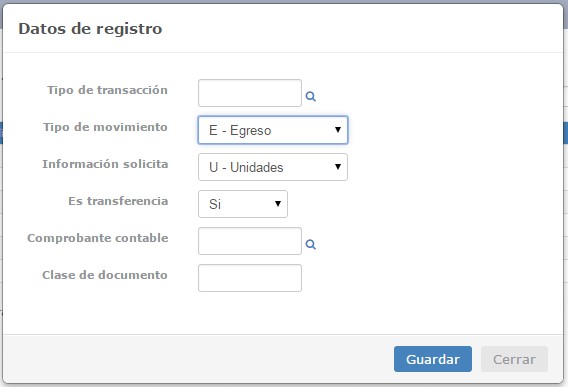 Datos de registro
Tipo de transacción
Tipo de movimiento E - Egreso
Información solicita U - Unidades
Es transferencia Si
Comprobante contable
Clase de documento
Guardar Cerrar